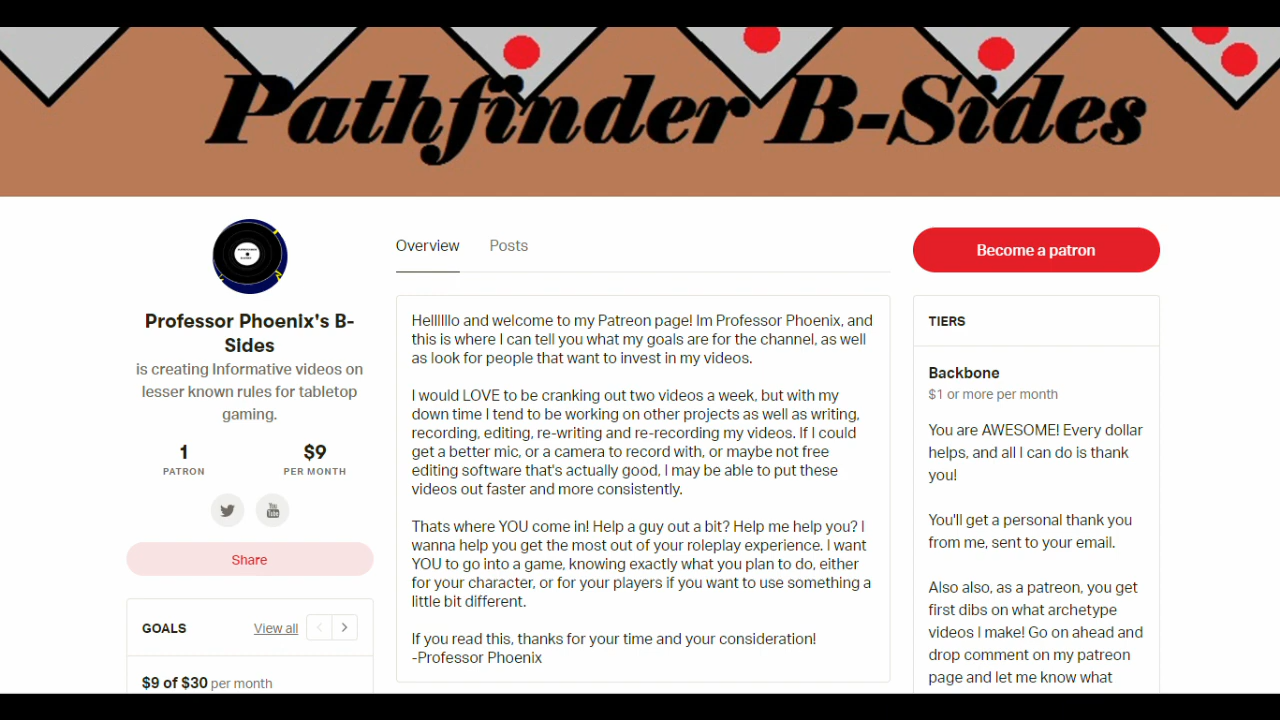 Pathfinder B-Sides
Professor Phoenix's B-
Sides
is creating Informative videos on
lesser known rules for tabletop
gaming.
1
PATRON
$9
PER MONTH
Share
GOALS
View all
$9 of $30 per month
Overview
Posts
Helllllllo and welcome to my Patreon page! Im Professor Phoenix, and
this is where I can tell you what my goals are for the channel, as well
as look for people that want to invest in my videos.
I would LOVE to be cranking out two videos a week, but with my
down time I tend to be working on other projects as well as writing,
recording, editing, re-writing and re-recording my videos. If I could
get a better mic, or a camera to record with, or maybe not free
editing software that's actually good, I may be able to put these
videos out faster and more consistently.
Thats where YOU come in! Help a guy out a bit? Help me help you? I
wanna help you get the most out of your roleplay experience. I want
YOU to go into a game, knowing exactly what you plan to do, either
for your character, or for your players if you want to use something a
little bit different.
If you read this, thanks for your time and your consideration!
-Professor Phoenix
Become a patron
TIERS
Backbone
$1 or more per month
You are AWESOME! Every dollar
helps, and all I can do is thank
you!
You'll get a personal thank you
from me, sent to your email.
Also also, as a patreon, you get
first dibs on what archetype
videos I make! Go on ahead and
drop comment on my patreon
page and let me know what